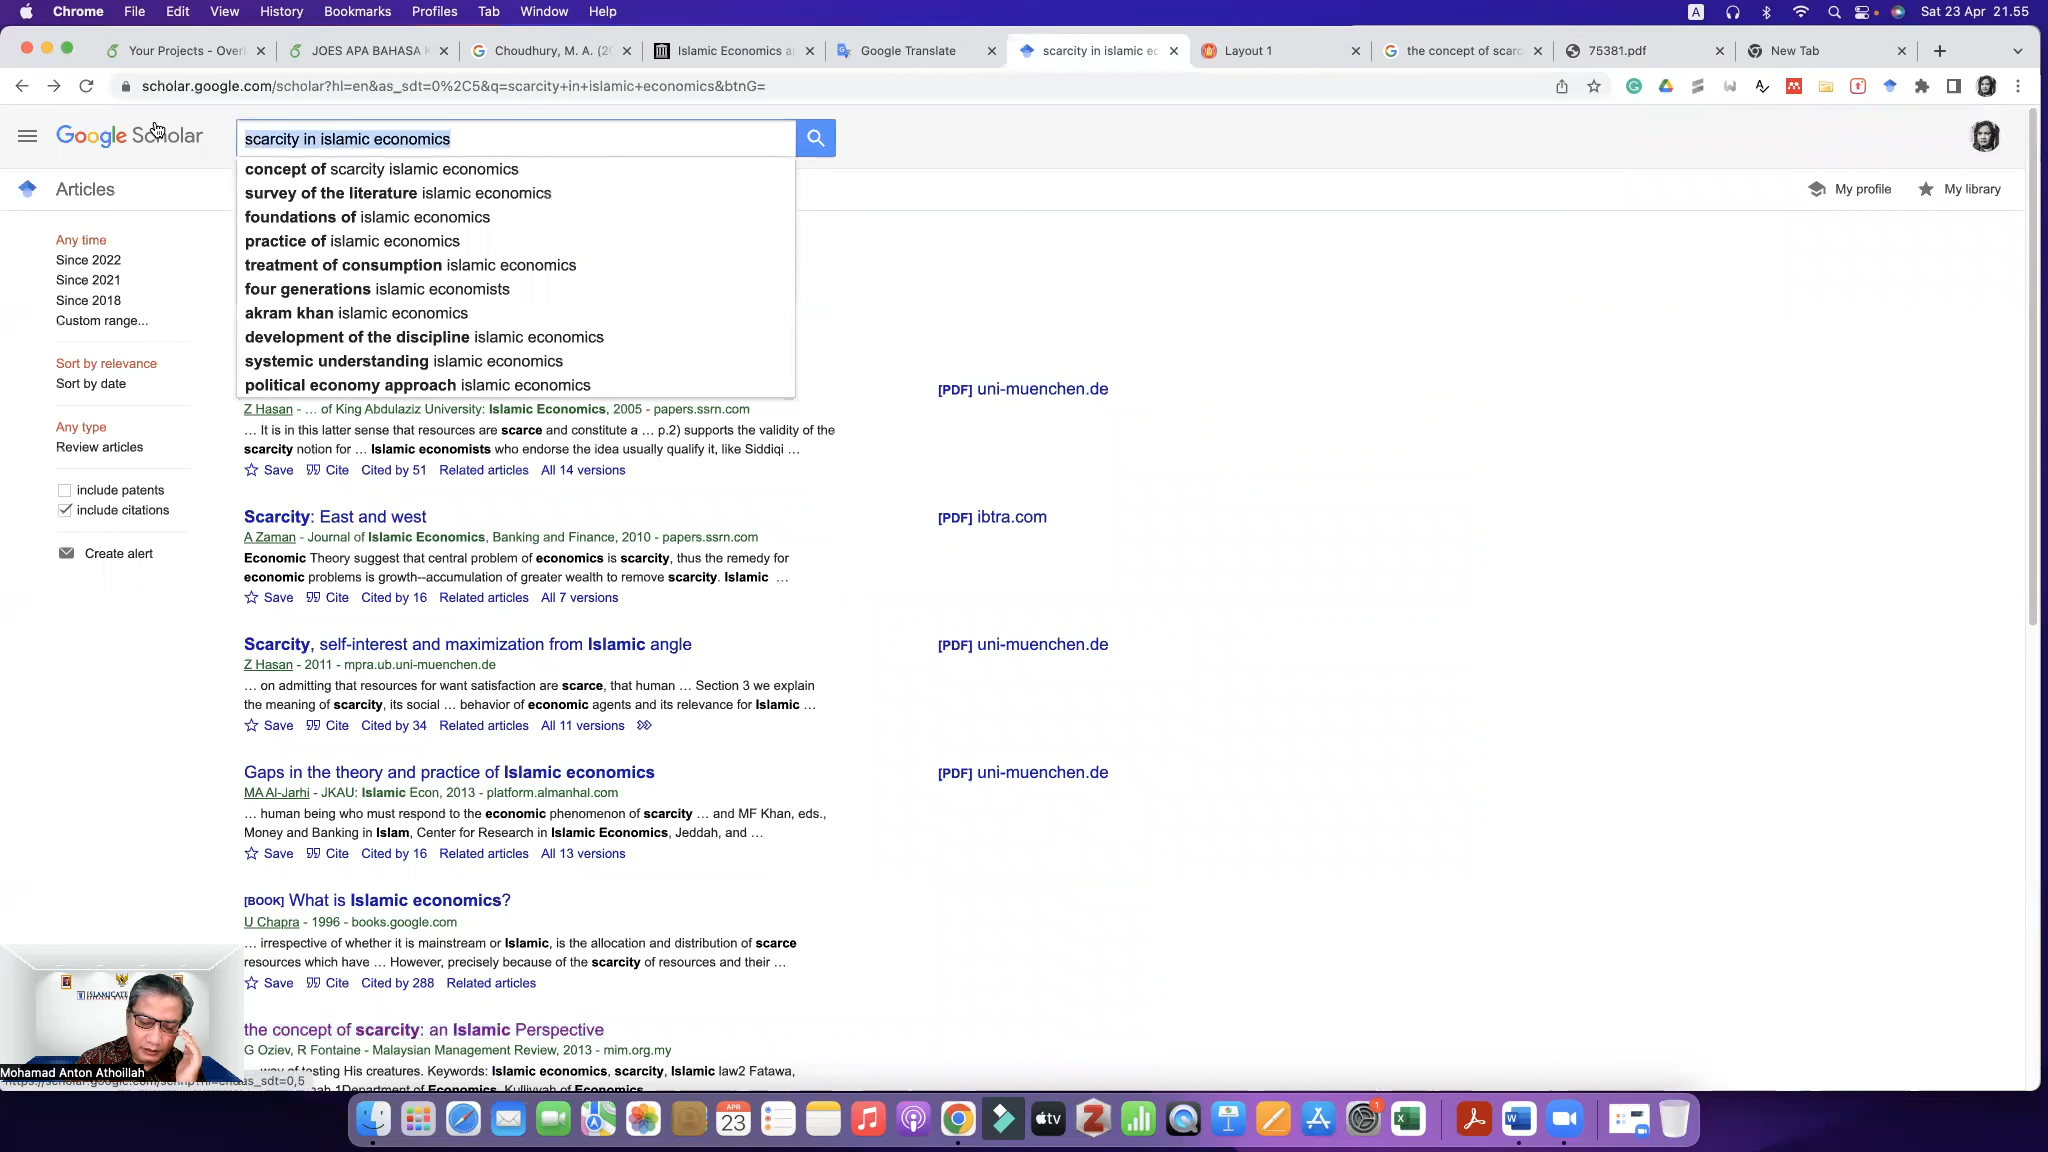 Chrome File Edit View History Bookmarks Profiles Tab Window Help A Sat 23 Apr 21.55
Your Projects - Overl JOES APA BAHASA Choudhury, M. A. (20 Islamic Economics a Google Translate scarcity in islamic ec Layout 1 the concept of scarc 75381.pdf New Tab
scholar.google.com/scholar?hl=en&as_sdt=0%2C5&q=scarcity+in+islamic+economics&btnG=
Google Scholar
scarcity in islamic economics
concept of scarcity islamic economics
survey of the literature islamic economics
foundations of islamic economics
practice of islamic economics
treatment of consumption islamic economics
four generations islamic economists
akram khan islamic economics
development of the discipline islamic economics
systemic understanding islamic economics
political economy approach islamic economics
Articles
My profile My library
Any time
Since 2022
Since 2021
Since 2018
Custom range...
Sort by relevance
Sort by date
Any type
Review articles
include patents
include citations
Create alert
[PDF] uni-muenchen.de
Z Hasan - … of King Abdulaziz University: Islamic Economics, 2005 - papers.ssrn.com
… It is in this latter sense that resources are scarce and constitute a … p.2) supports the validity of the
scarcity notion for … Islamic economists who endorse the idea usually qualify it, like Siddiqi …
Save Cite Cited by 51 Related articles All 14 versions
Scarcity: East and west
[PDF] ibtra.com
A Zaman - Journal of Islamic Economics, Banking and Finance, 2010 - papers.ssrn.com
Economic Theory suggest that central problem of economics is scarcity, thus the remedy for
economic problems is growth--accumulation of greater wealth to remove scarcity. Islamic …
Save Cite Cited by 16 Related articles All 7 versions
Scarcity, self-interest and maximization from Islamic angle
[PDF] uni-muenchen.de
Z Hasan - 2011 - mpra.ub.uni-muenchen.de
… on admitting that resources for want satisfaction are scarce, that human … Section 3 we explain
the meaning of scarcity, its social … behavior of economic agents and its relevance for Islamic …
Save Cite Cited by 34 Related articles All 11 versions
Gaps in the theory and practice of Islamic economics
[PDF] uni-muenchen.de
MA Al-Jarhi - JKAU: Islamic Econ, 2013 - platform.almanhal.com
… human being who must respond to the economic phenomenon of scarcity … and MF Khan, eds.,
Money and Banking in Islam, Center for Research in Islamic Economics, Jeddah, and …
Save Cite Cited by 16 Related articles All 13 versions
[BOOK] What is Islamic economics?
U Chapra - 1996 - books.google.com
… irrespective of whether it is mainstream or Islamic, is the allocation and distribution of scarce
resources which have … However, precisely because of the scarcity of resources and their …
Save Cite Cited by 288 Related articles
the concept of scarcity: an Islamic Perspective
G Oziev, R Fontaine - Malaysian Management Review, 2013 - mim.org.my
way of testing His creatures. Keywords: Islamic economics, scarcity, Islamic law2 Fatawa,
1Department of Economics, Kulliyyah of Economics
Mohamad Anton Athoillah
APR
23
tv
1